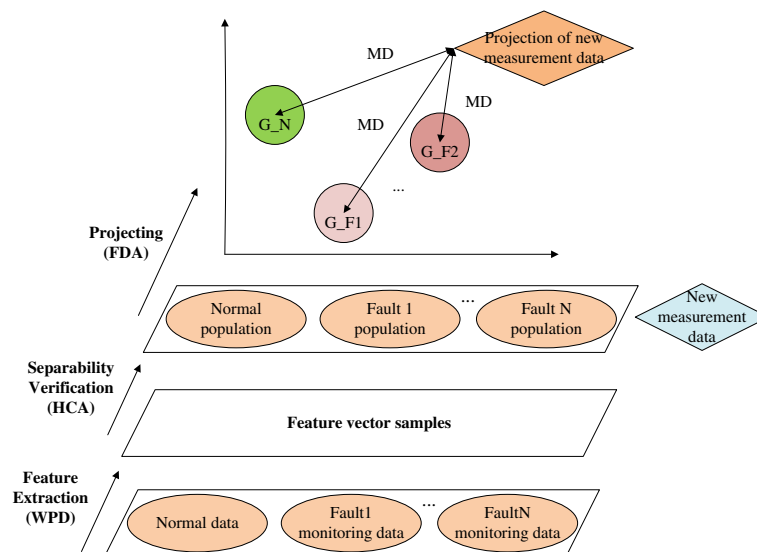 MD
Projection of new
measurement data
MD
G_N
MD
G_F2
...
G_F1
Projecting
(FDA)
Normal
population
Fault 1
population
...
Fault N
population
New
measurement
data
Separability
Verification
(HCA)
Feature vector samples
Feature
Extraction
(WPD)
Normal data
Fault1
monitoring data
...
FaultN
monitoring data